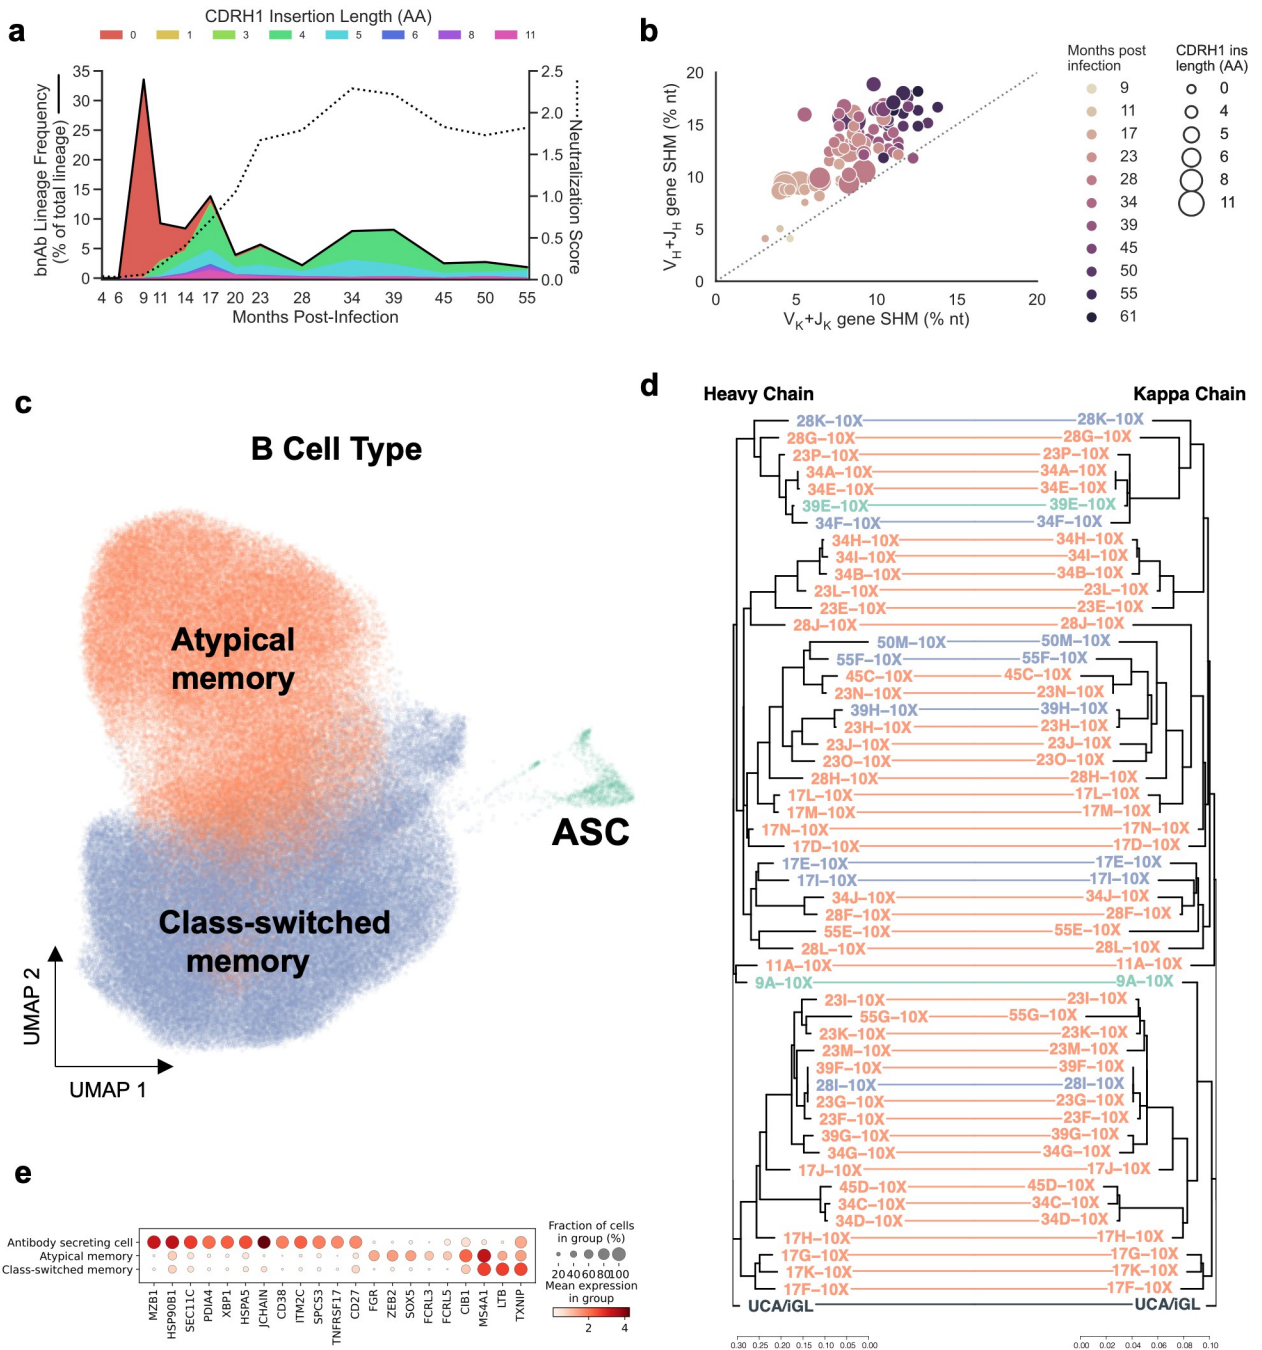 a
CDRH1 Insertion Length (AA)
0 1 3 4 5 6 8 11
bnAb Lineage Frequency
(% of total lineage)
35
30
25
20
15
10
5
0
2.5
2.0
1.5
1.0
0.5
0.0
Neutralization Score
4 6 9 11 14 17 20 23 28 34 39 45 50 55
Months Post-Infection
b
VH+JH gene SHM (% nt)
20
15
10
5
0
0 5 10 15 20
VK+JK gene SHM (% nt)
Months post
infection
9
11
17
23
28
34
39
45
50
55
61
CDRH1 ins
length (AA)
0
4
5
6
8
11
c
B Cell Type
Atypical
memory
ASC
Class-switched
memory
UMAP 2
UMAP 1
d
Heavy Chain Kappa Chain
28K–10X 28K–10X
28G–10X 28G–10X
23P–10X 23P–10X
34A–10X 34A–10X
34E–10X 34E–10X
39E–10X 39E–10X
34F–10X 34F–10X
34H–10X 34H–10X
34I–10X 34I–10X
34B–10X 34B–10X
23L–10X 23L–10X
23E–10X 23E–10X
28J–10X 28J–10X
50M–10X 50M–10X
55F–10X 55F–10X
45C–10X 45C–10X
23N–10X 23N–10X
39H–10X 39H–10X
23H–10X 23H–10X
23J–10X 23J–10X
23O–10X 23O–10X
28H–10X 28H–10X
17L–10X 17L–10X
17M–10X 17M–10X
17N–10X 17N–10X
17D–10X 17D–10X
17E–10X 17E–10X
17I–10X 17I–10X
34J–10X 34J–10X
28F–10X 28F–10X
55E–10X 55E–10X
28L–10X 28L–10X
11A–10X 11A–10X
9A–10X 9A–10X
23I–10X 23I–10X
55G–10X 55G–10X
23K–10X 23K–10X
23M–10X 23M–10X
39F–10X 39F–10X
28I–10X 28I–10X
23G–10X 23G–10X
23F–10X 23F–10X
39G–10X 39G–10X
34G–10X 34G–10X
17J–10X 17J–10X
45D–10X 45D–10X
34C–10X 34C–10X
34D–10X 34D–10X
17H–10X 17H–10X
17G–10X 17G–10X
17K–10X 17K–10X
17F–10X 17F–10X
UCA/iGL UCA/iGL
0.30 0.25 0.20 0.15 0.10 0.05 0.00
0.00 0.02 0.04 0.06 0.08 0.10
e
Antibody secreting cell
Atypical memory
Class-switched memory
MZB1
HSP90B1
SEC11C
PDIA4
XBP1
HSPA5
JCHAIN
CD38
ITM2C
SPCS3
TNFRSF17
CD27
FGR
ZEB2
SOX5
FCRL3
FCRL5
CIB1
MS4A1
LTB
TXNIP
Fraction of cells
in group (%)
20 40 60 80 100
Mean expression
in group
2 4